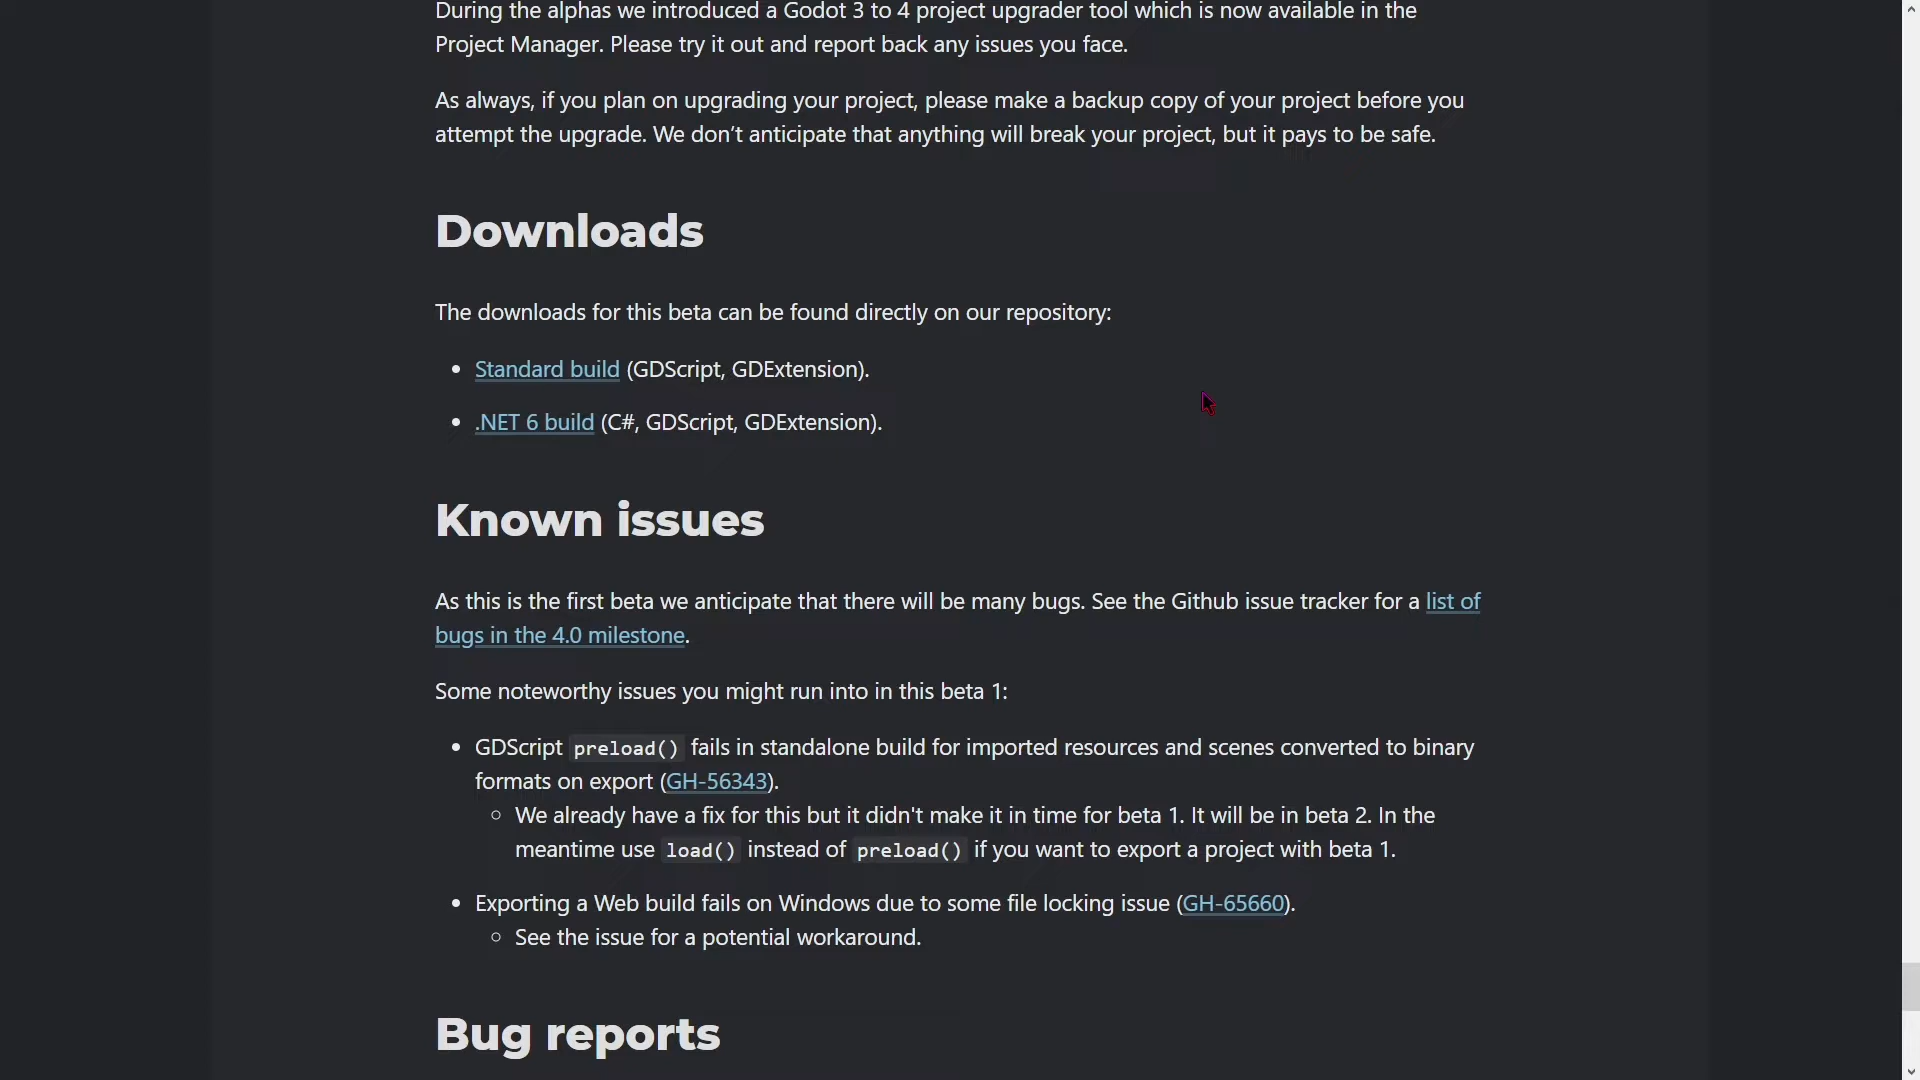 During the alphas we introduced a Godot 3 to 4 project upgrader tool which is now available in the
Project Manager. Please try it out and report back any issues you face.
As always, if you plan on upgrading your project, please make a backup copy of your project before you
attempt the upgrade. We don’t anticipate that anything will break your project, but it pays to be safe.
Downloads
The downloads for this beta can be found directly on our repository:
• Standard build (GDScript, GDExtension).
• .NET 6 build (C#, GDScript, GDExtension).
Known issues
As this is the first beta we anticipate that there will be many bugs. See the Github issue tracker for a list of
bugs in the 4.0 milestone.
Some noteworthy issues you might run into in this beta 1:
• GDScript preload() fails in standalone build for imported resources and scenes converted to binary
formats on export (GH-56343).
◦ We already have a fix for this but it didn't make it in time for beta 1. It will be in beta 2. In the
meantime use load() instead of preload() if you want to export a project with beta 1.
• Exporting a Web build fails on Windows due to some file locking issue (GH-65660).
◦ See the issue for a potential workaround.
Bug reports